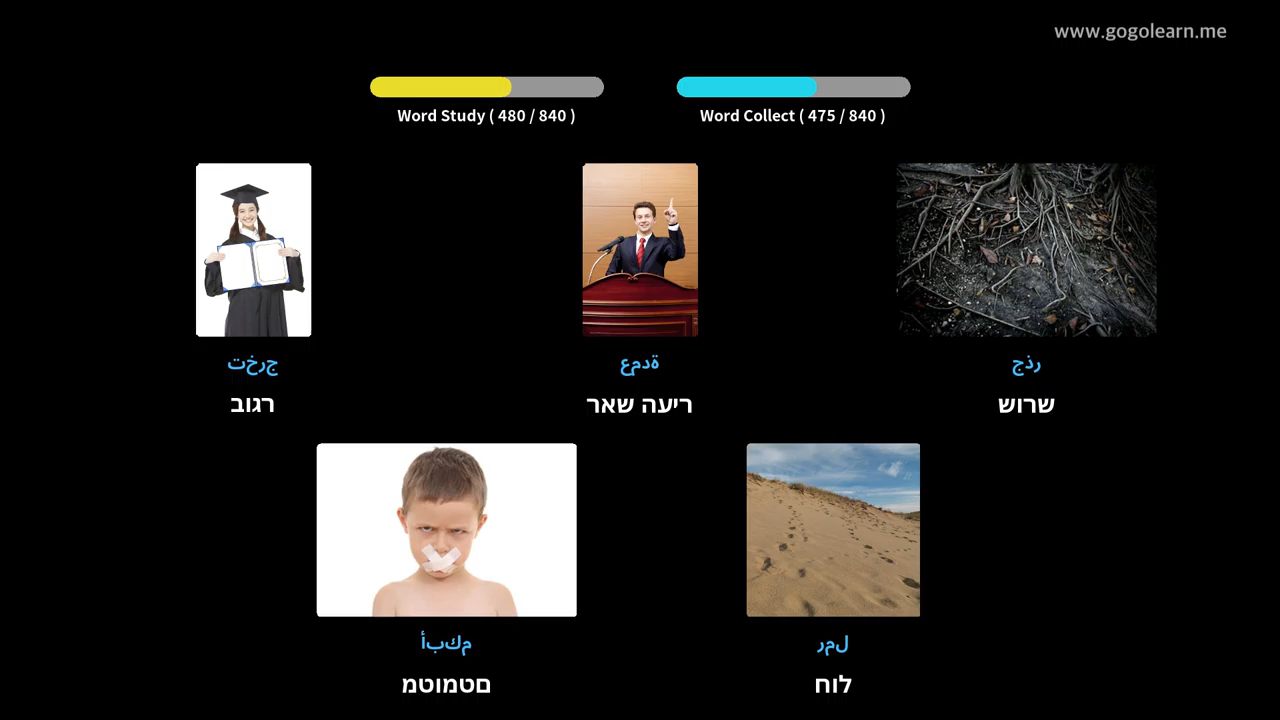 www.gogolearn.me
Word Study ( 480 / 840 )
Word Collect ( 475 / 840 )
جرخت
רגוב
ةدمع
ריעה שאר
رذج
שרוש
مكبأ
םטמוטמ
لمر
לוח